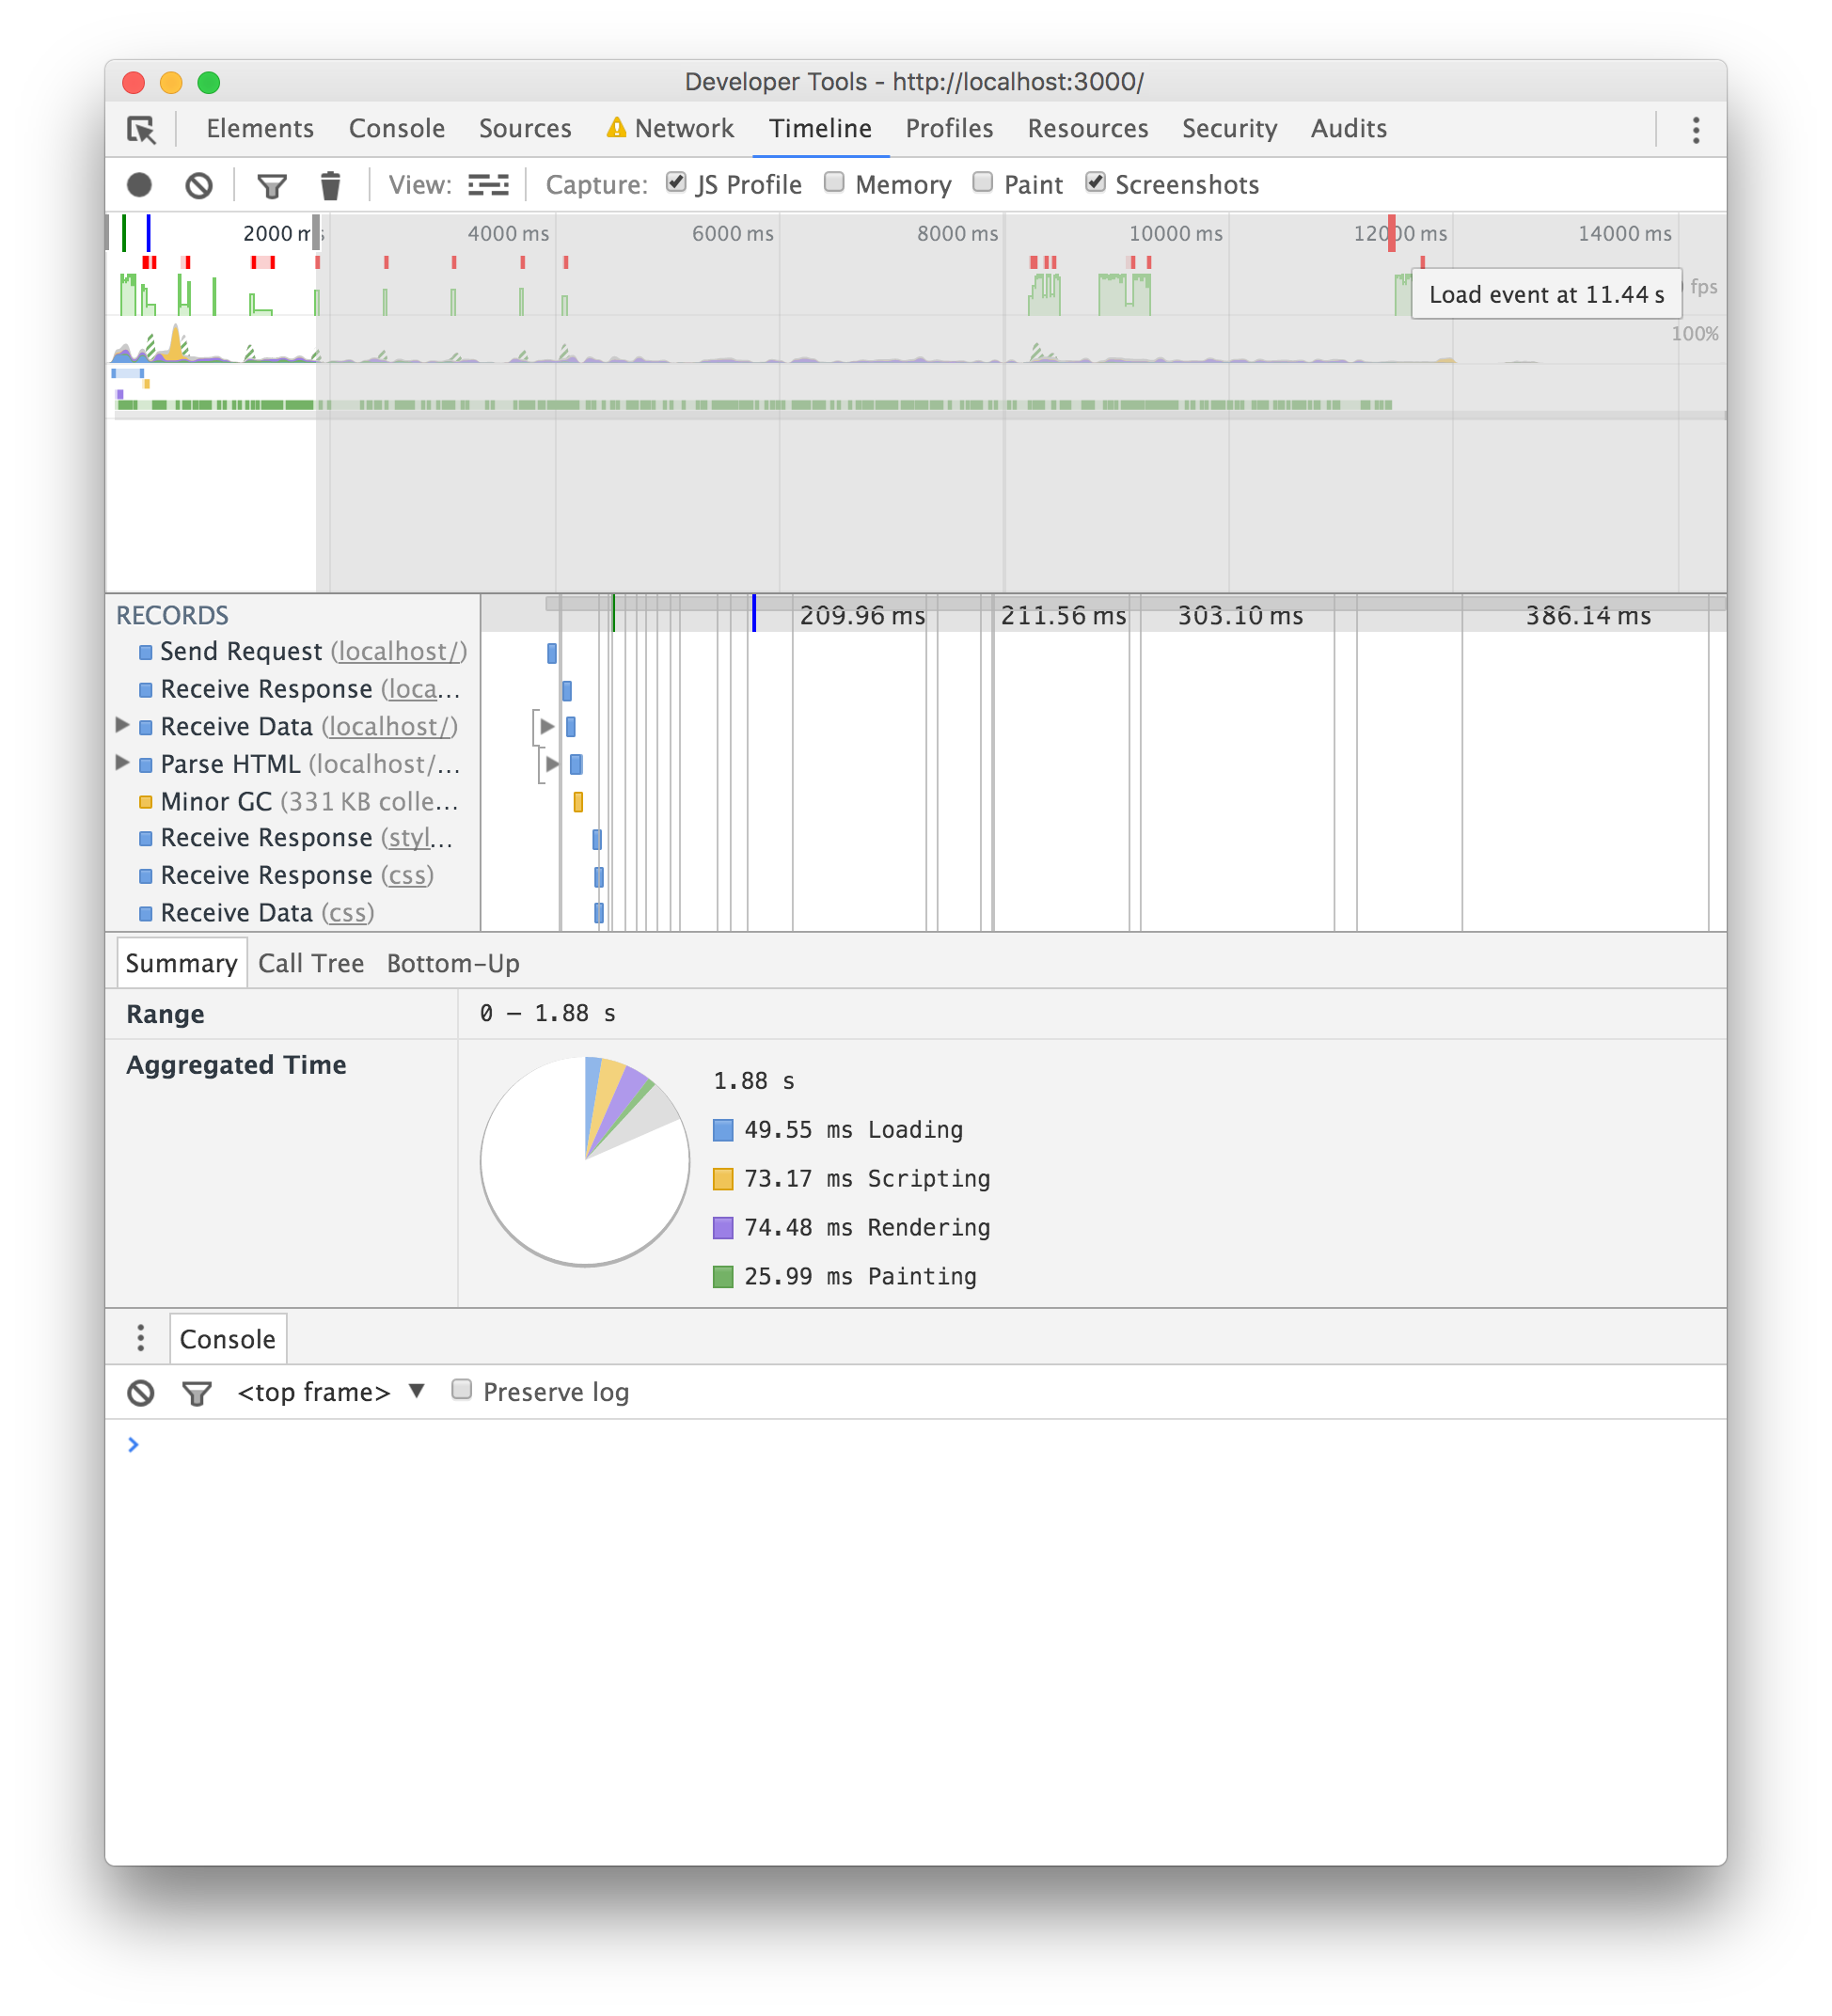 Developer Tools - http://localhost:3000/
Elements Console Sources Network Timeline Profiles Resources Security Audits
View: Capture: JS Profile Memory Paint Screenshots
2000 ms 4000 ms 6000 ms 8000 ms 10000 ms 12000 ms 14000 ms
Load event at 11.44 s fps
100%
RECORDS 209.96 ms 211.56 ms 303.10 ms 386.14 ms
Send Request (localhost/)
Receive Response (loca…
Receive Data (localhost/)
Parse HTML (localhost/…
Minor GC (331 KB colle…
Receive Response (styl…
Receive Response (css)
Receive Data (css)
Summary Call Tree Bottom-Up
Range 0 – 1.88 s
Aggregated Time
1.88 s
49.55 ms Loading
73.17 ms Scripting
74.48 ms Rendering
25.99 ms Painting
Console
<top frame> ▼ Preserve log
>